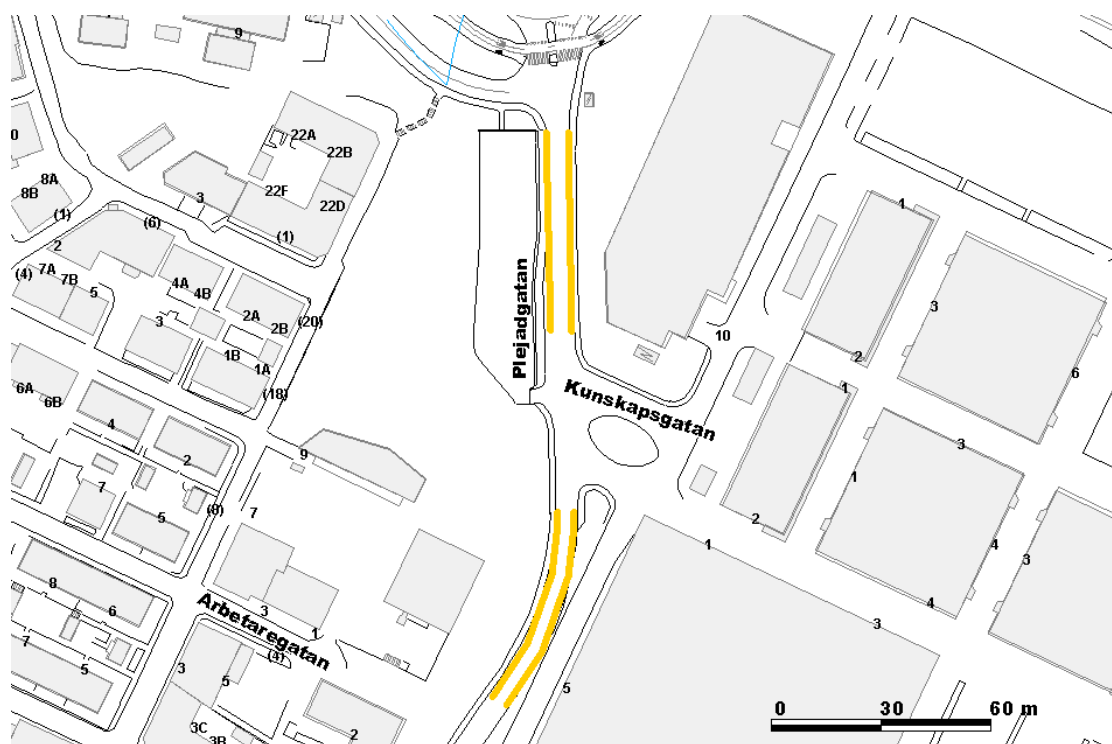 9
22A
22B
8A
8B
3
22F
22D
(1)
(6)
(1)
2
1
7A
(4)
7B
4A
4B
5
3
2A
2B
(20)
3
10
Plejadgatan
1B
1A
2
6
6A
6B
(18)
1
Kunskapsgatan
4
2
9
3
1
7
5
(8)
7
2
1
4
3
8
6
3
1
Arbetaregatan
4
3
7
5
3
5
(4)
5
3C
3B
2
0 30 60 m